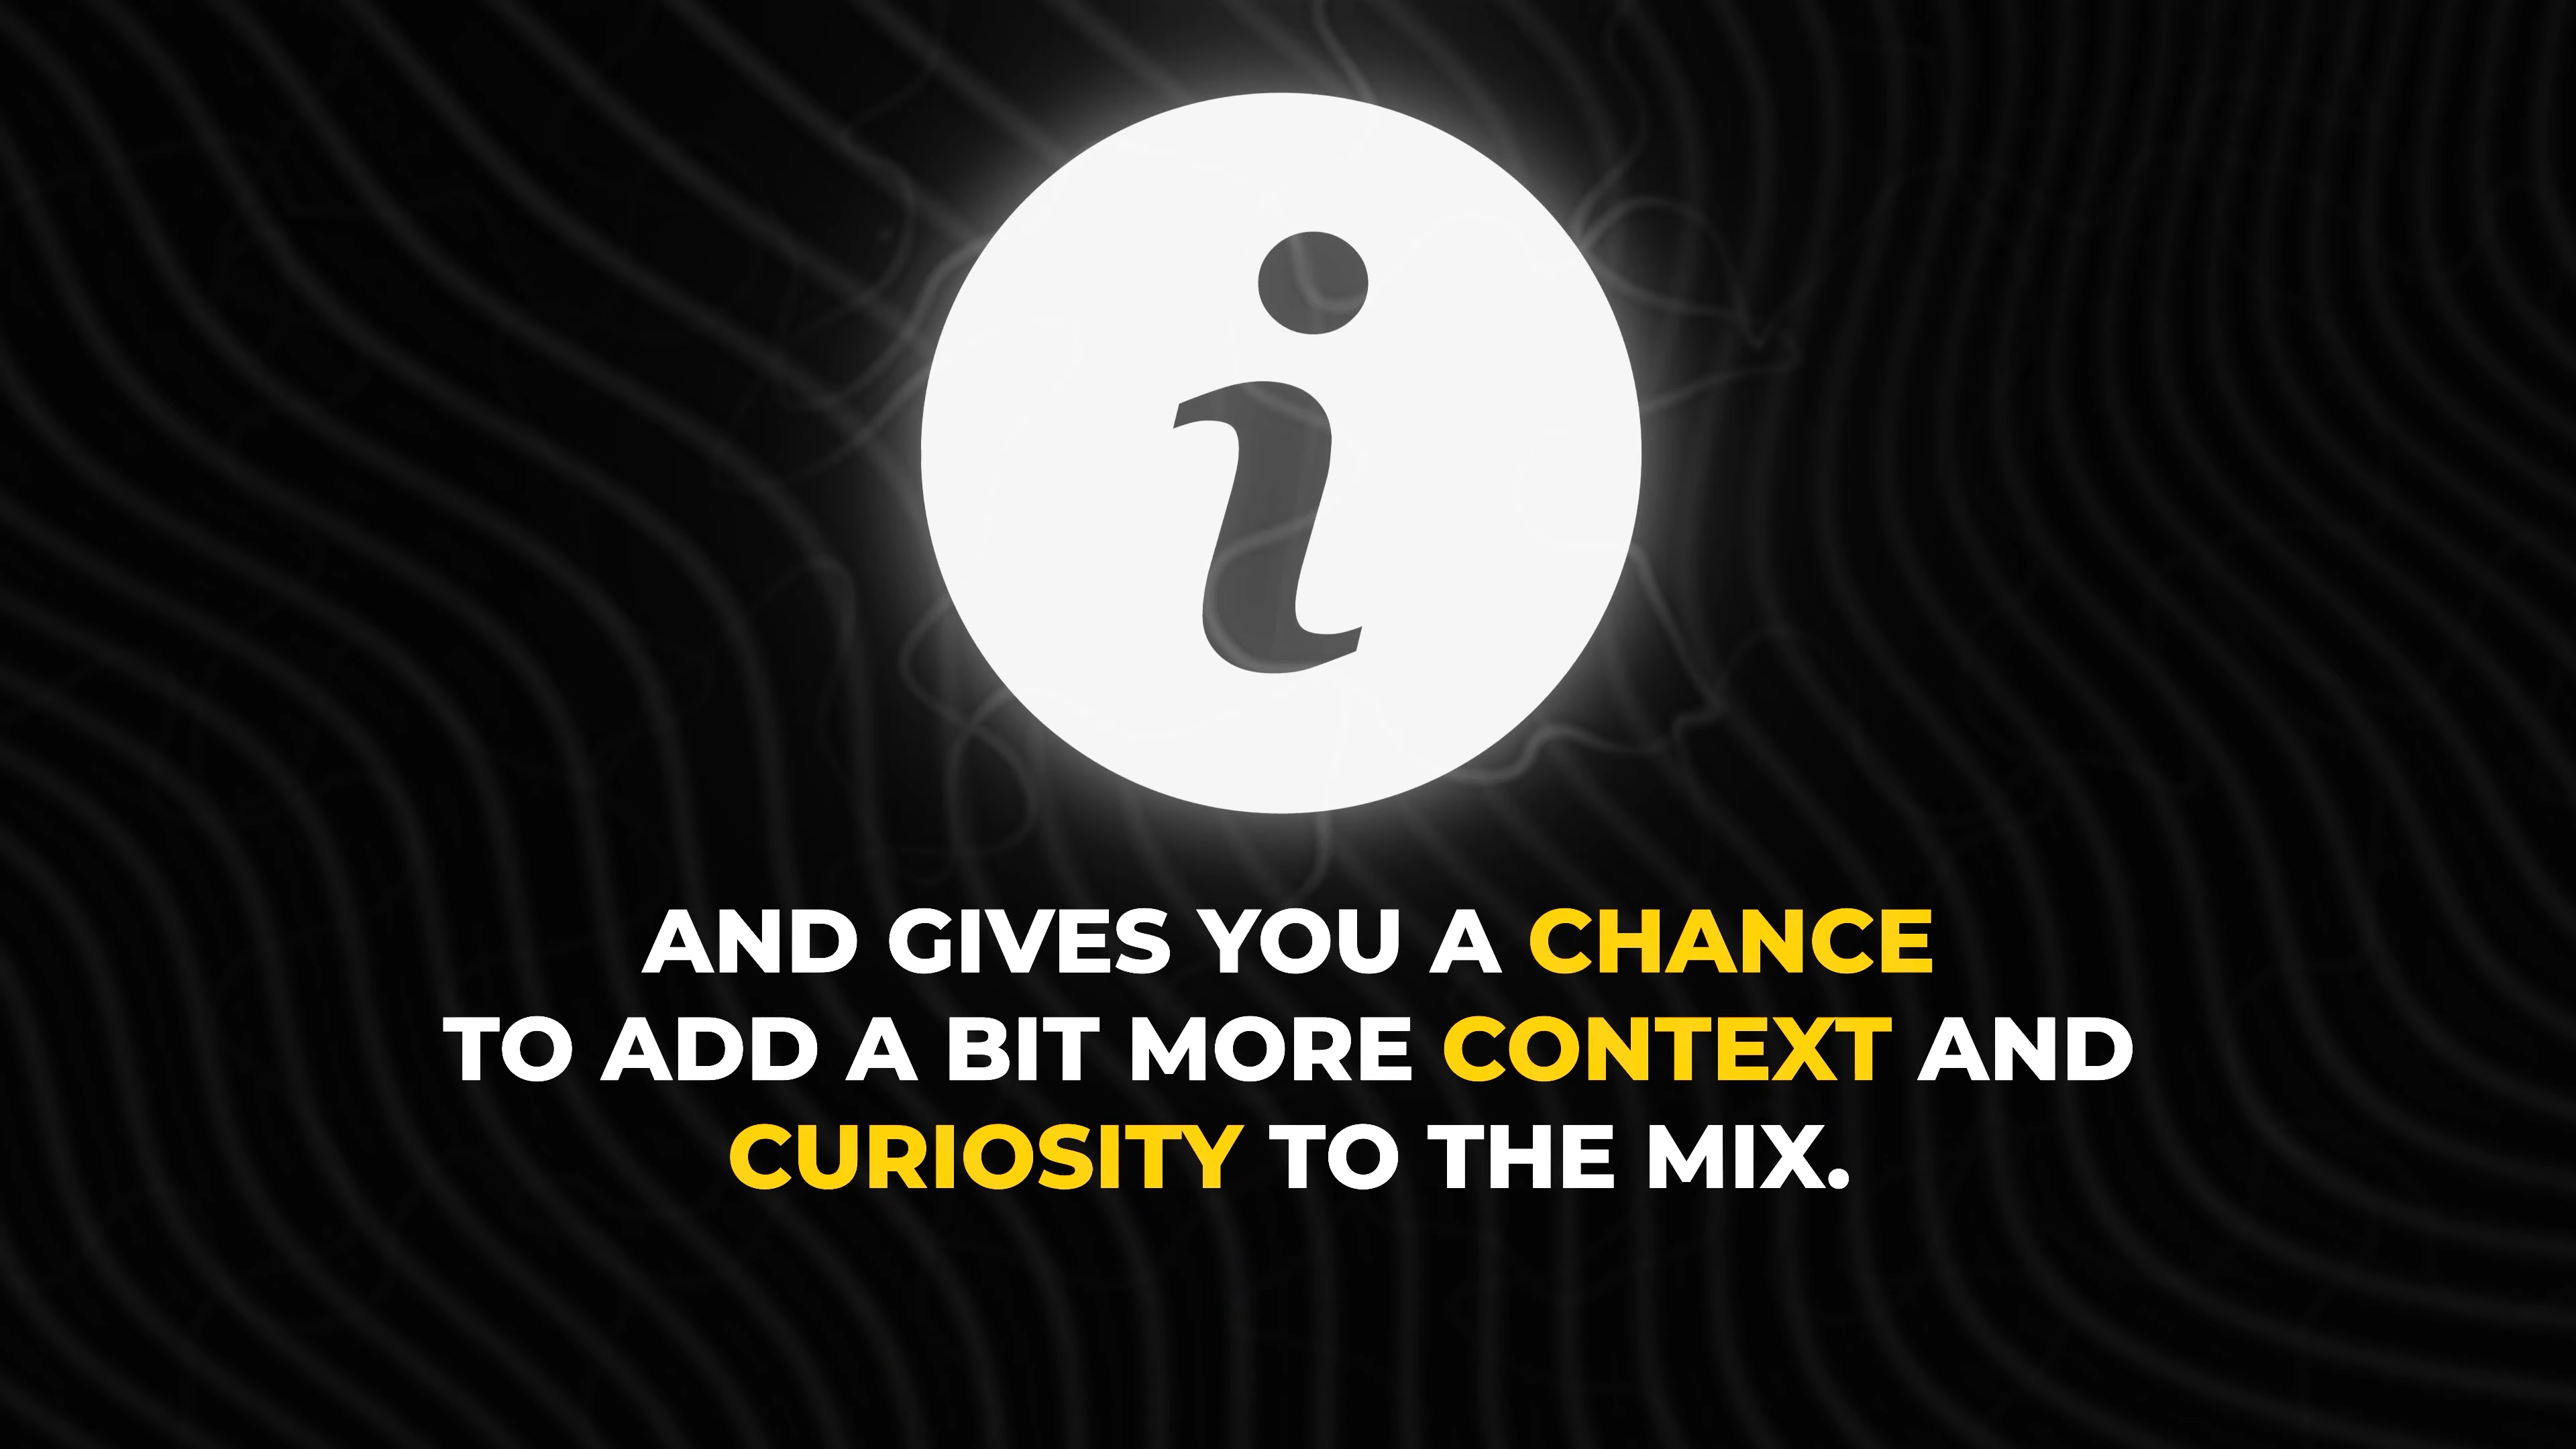 i
AND GIVES YOU A CHANCE
TO ADD A BIT MORE CONTEXT AND
CURIOSITY TO THE MIX.